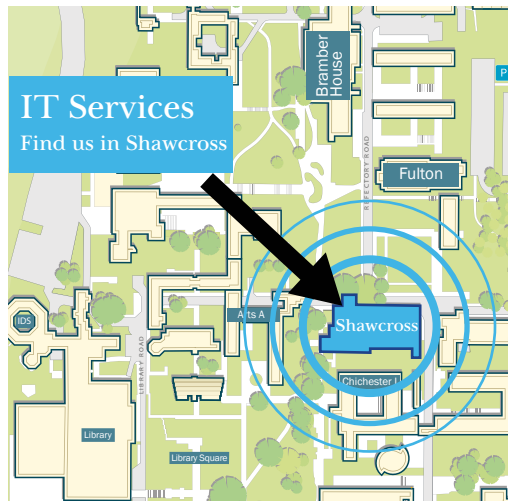 IT Services
Find us in Shawcross
Bramber
House
P
REFECTORY ROAD
Fulton
IDS
Arts A
Shawcross
LIBRARY ROAD
Chichester I
Library
Library Square